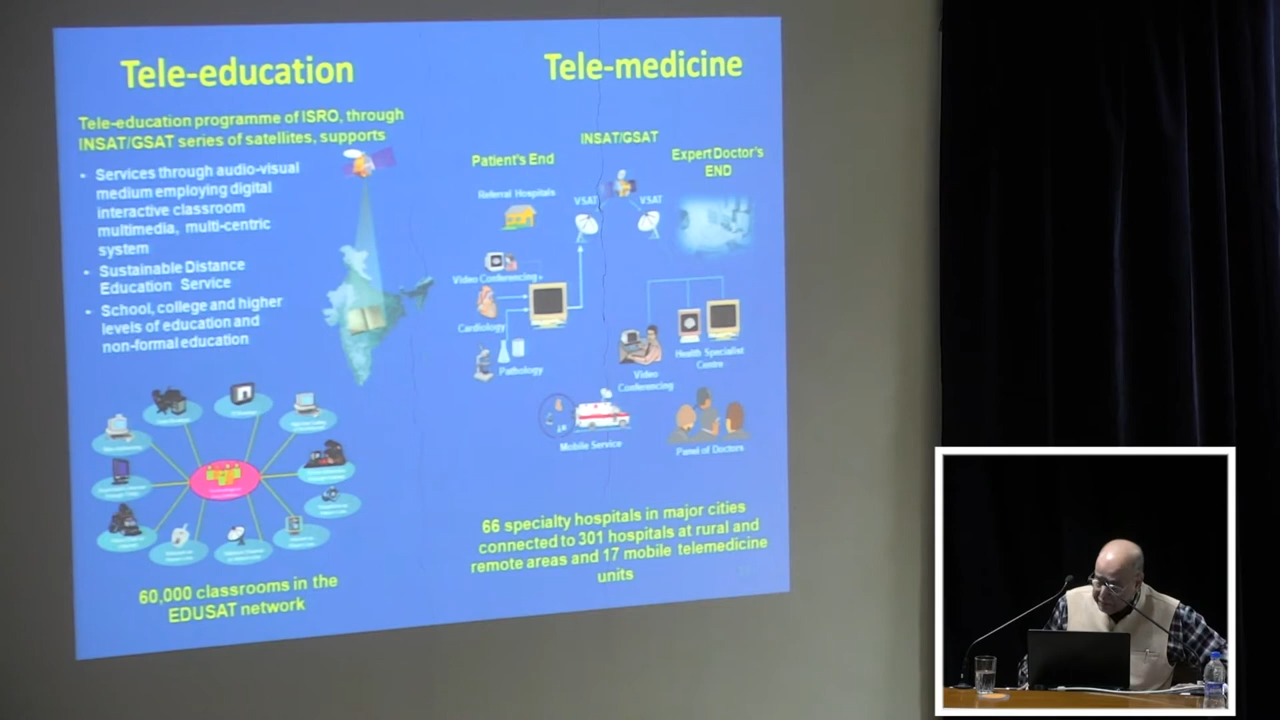 Tele-education
Tele-education programme of ISRO, through
INSAT/GSAT series of satellites, supports
• Services through audio-visual
medium employing digital
interactive classroom
multimedia, multi-centric
system
• Sustainable Distance
Education Service
• School, college and higher
levels of education and
non-formal education
60,000 classrooms in the
EDUSAT network
Tele-medicine
INSAT/GSAT
Patient's End
Expert Doctor's
END
Referral Hospitals
VSAT
VSAT
Video Conferencing
Cardiology
Pathology
Video
Conferencing
Health Specialist
Centre
Mobile Service
Panel of Doctors
66 specialty hospitals in major cities
connected to 301 hospitals at rural and
remote areas and 17 mobile telemedicine
units